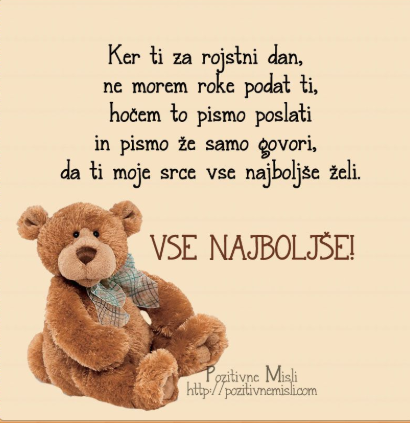 Ker ti za rojstni dan,
ne morem roke podat ti,
hočem to pismo poslati
in pismo že samo govori,
da ti moje srce vse najboljše želi.
VSE NAJBOLJŠE!
Pozitivne Misli
http://pozitivnemisli.com